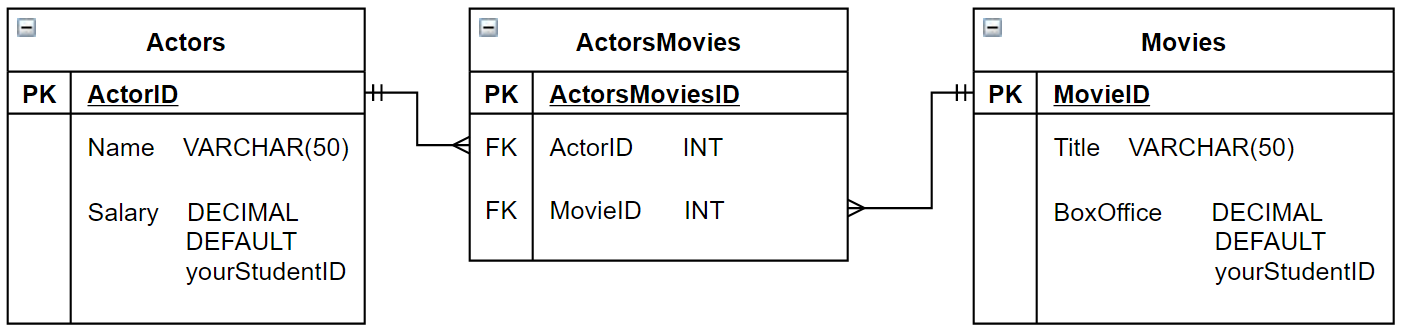 Actors
PK ActorID
Name VARCHAR(50)
Salary DECIMAL
DEFAULT
yourStudentID
ActorsMovies
PK ActorsMoviesID
FK ActorID INT
FK MovieID INT
Movies
PK MovieID
Title VARCHAR(50)
BoxOffice DECIMAL
DEFAULT
yourStudentID